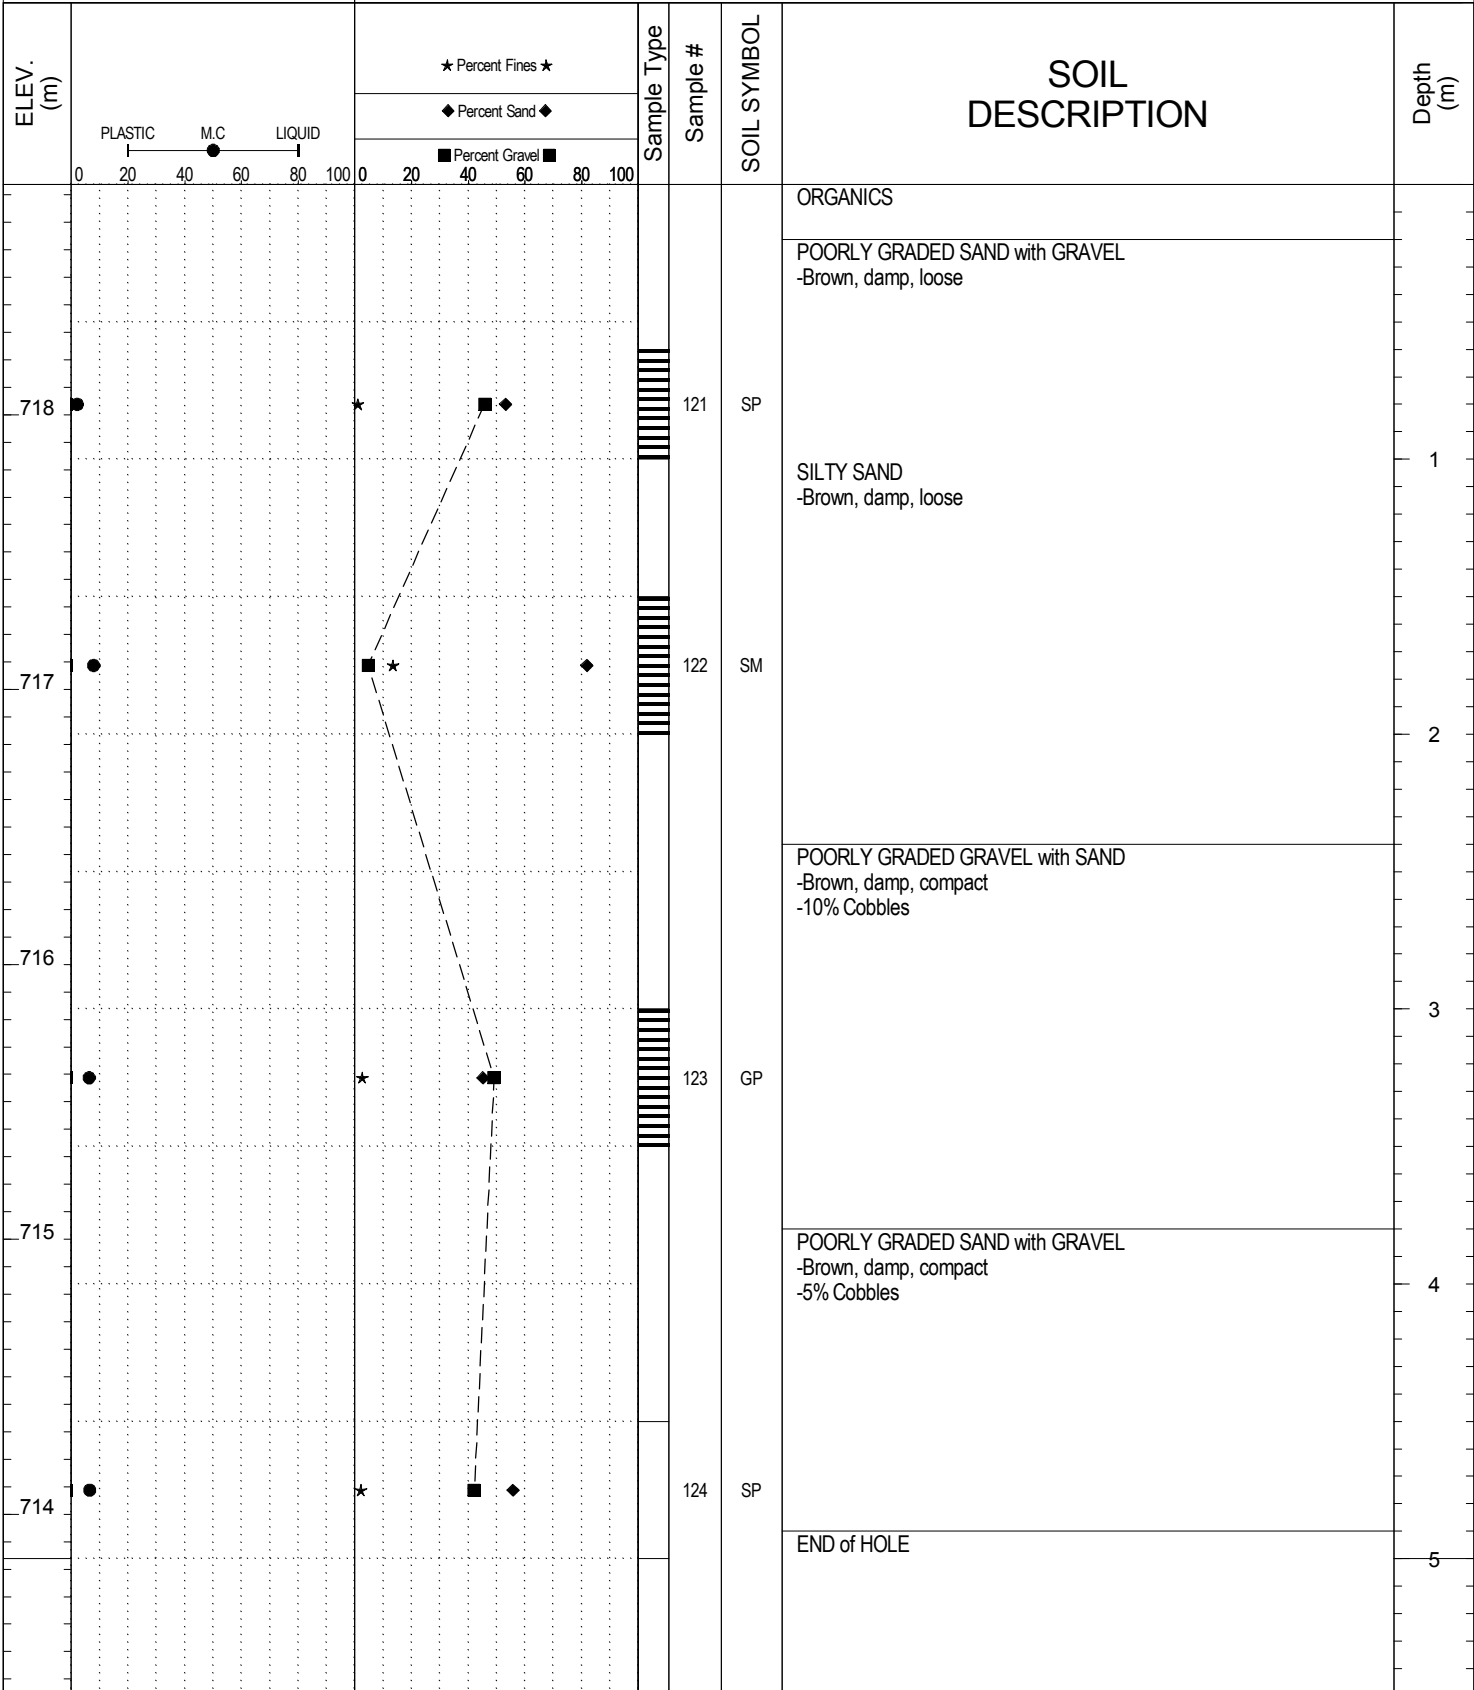 ELEV.
(m)
PLASTIC M.C LIQUID
0 20 40 60 80 100
★ Percent Fines ★
◆ Percent Sand ◆
■ Percent Gravel ■
0 20 40 60 80 100
Sample Type
Sample #
SOIL SYMBOL
SOIL
DESCRIPTION
Depth
(m)
ORGANICS
POORLY GRADED SAND with GRAVEL
-Brown, damp, loose
718
121 SP
1
SILTY SAND
-Brown, damp, loose
717
122 SM
2
POORLY GRADED GRAVEL with SAND
-Brown, damp, compact
-10% Cobbles
716
3
123 GP
715
POORLY GRADED SAND with GRAVEL
-Brown, damp, compact
-5% Cobbles
4
714
124 SP
END of HOLE
5